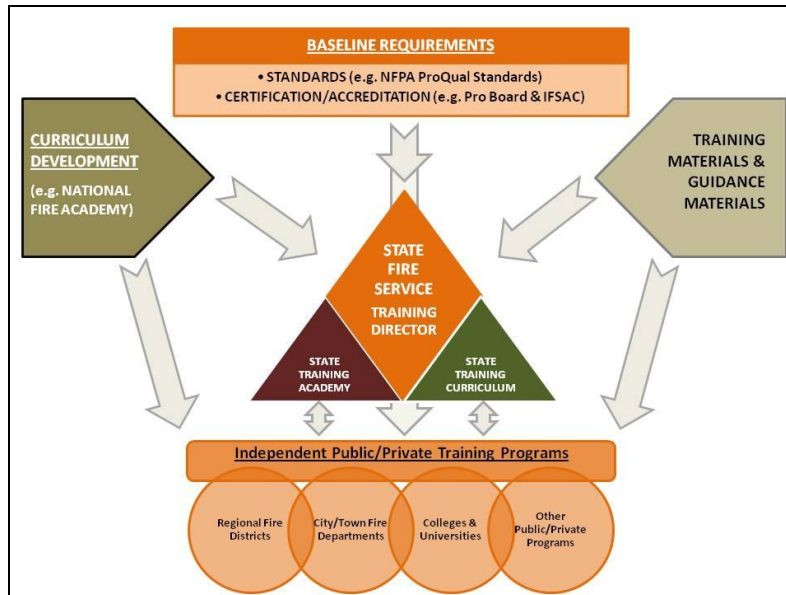 BASELINE REQUIREMENTS
• STANDARDS (e.g. NFPA ProQual Standards)
• CERTIFICATION/ACCREDITATION (e.g. Pro Board & IFSAC)
CURRICULUM
DEVELOPMENT
(e.g. NATIONAL
FIRE ACADEMY)
TRAINING
MATERIALS &
GUIDANCE
MATERIALS
STATE
FIRE
SERVICE
TRAINING
DIRECTOR
STATE
TRAINING
ACADEMY
STATE
TRAINING
CURRICULUM
Independent Public/Private Training Programs
Regional Fire
Districts
City/Town Fire
Departments
Colleges &
Universities
Other
Public/Private
Programs